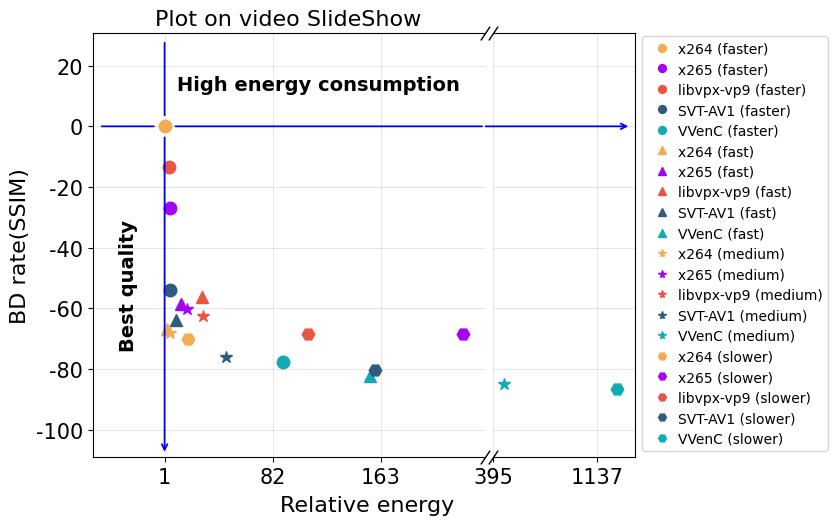 Plot on video SlideShow
High energy consumption
Best quality
BD rate(SSIM)
20
0
-20
-40
-60
-80
-100
1
82
163
395
1137
Relative energy
x264 (faster)
x265 (faster)
libvpx-vp9 (faster)
SVT-AV1 (faster)
VVenC (faster)
x264 (fast)
x265 (fast)
libvpx-vp9 (fast)
SVT-AV1 (fast)
VVenC (fast)
x264 (medium)
x265 (medium)
libvpx-vp9 (medium)
SVT-AV1 (medium)
VVenC (medium)
x264 (slower)
x265 (slower)
libvpx-vp9 (slower)
SVT-AV1 (slower)
VVenC (slower)